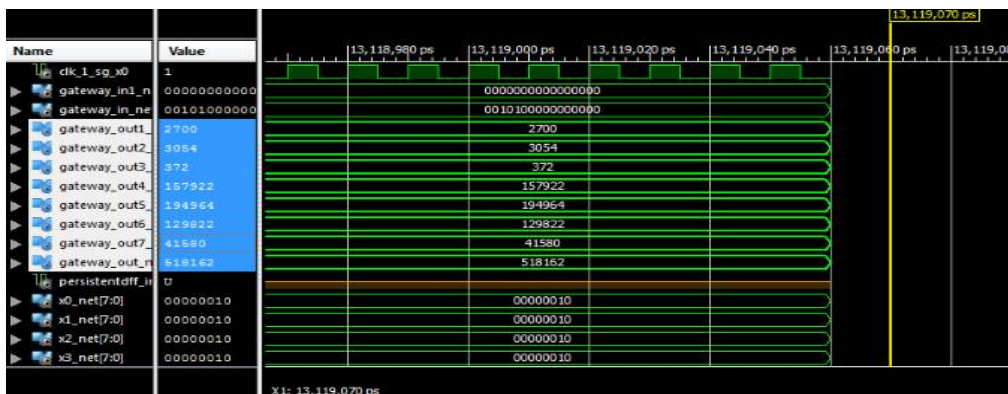 13,119,070 ps
Name Value 13,118,980 ps 13,119,000 ps 13,119,020 ps 13,119,040 ps 13,119,060 ps 13,119,08
clk_1_sg_x0 1
gateway_in1_n 00000000000 0000000000000000
gateway_in_ne 00101000000 0010100000000000
gateway_out1_ 2700 2700
gateway_out2_ 3054 3054
gateway_out3_ 372 372
gateway_out4_ 157922 157922
gateway_out5_ 194964 194964
gateway_out6_ 129822 129822
gateway_out7_ 41580 41580
gateway_out_n 518162 518162
persistentdff_ir U
x0_net[7:0] 00000010 00000010
x1_net[7:0] 00000010 00000010
x2_net[7:0] 00000010 00000010
x3_net[7:0] 00000010 00000010
X1: 13,119,070 ps